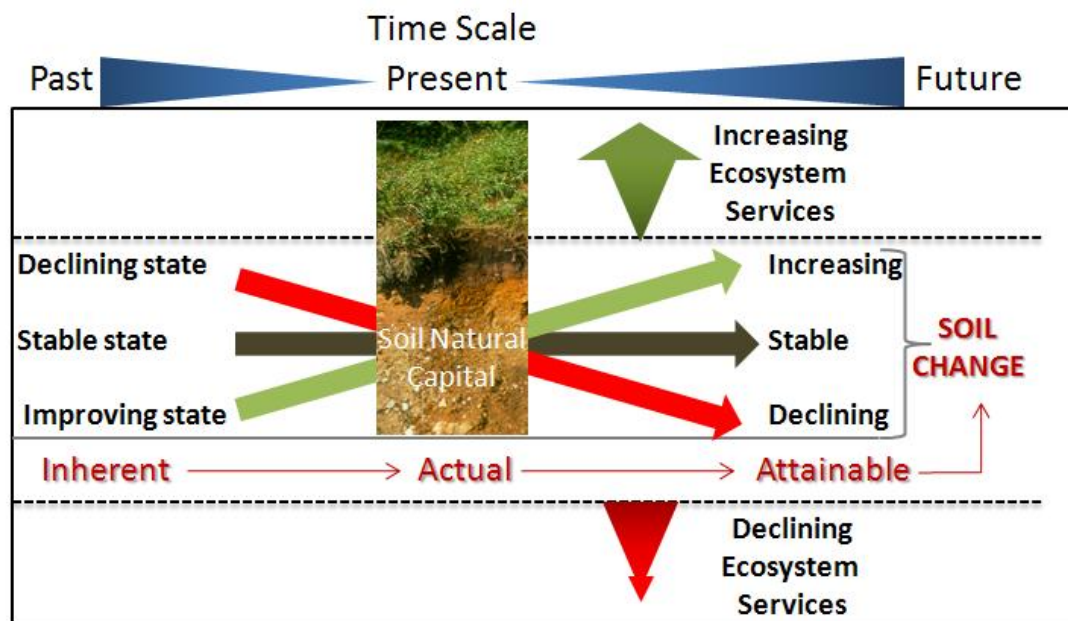 Time Scale
Past Present Future
Increasing
Ecosystem
Services
Declining state
Increasing
Stable state
Soil Natural
Capital
Stable
SOIL
CHANGE
Improving state
Declining
Inherent Actual Attainable
Declining
Ecosystem
Services